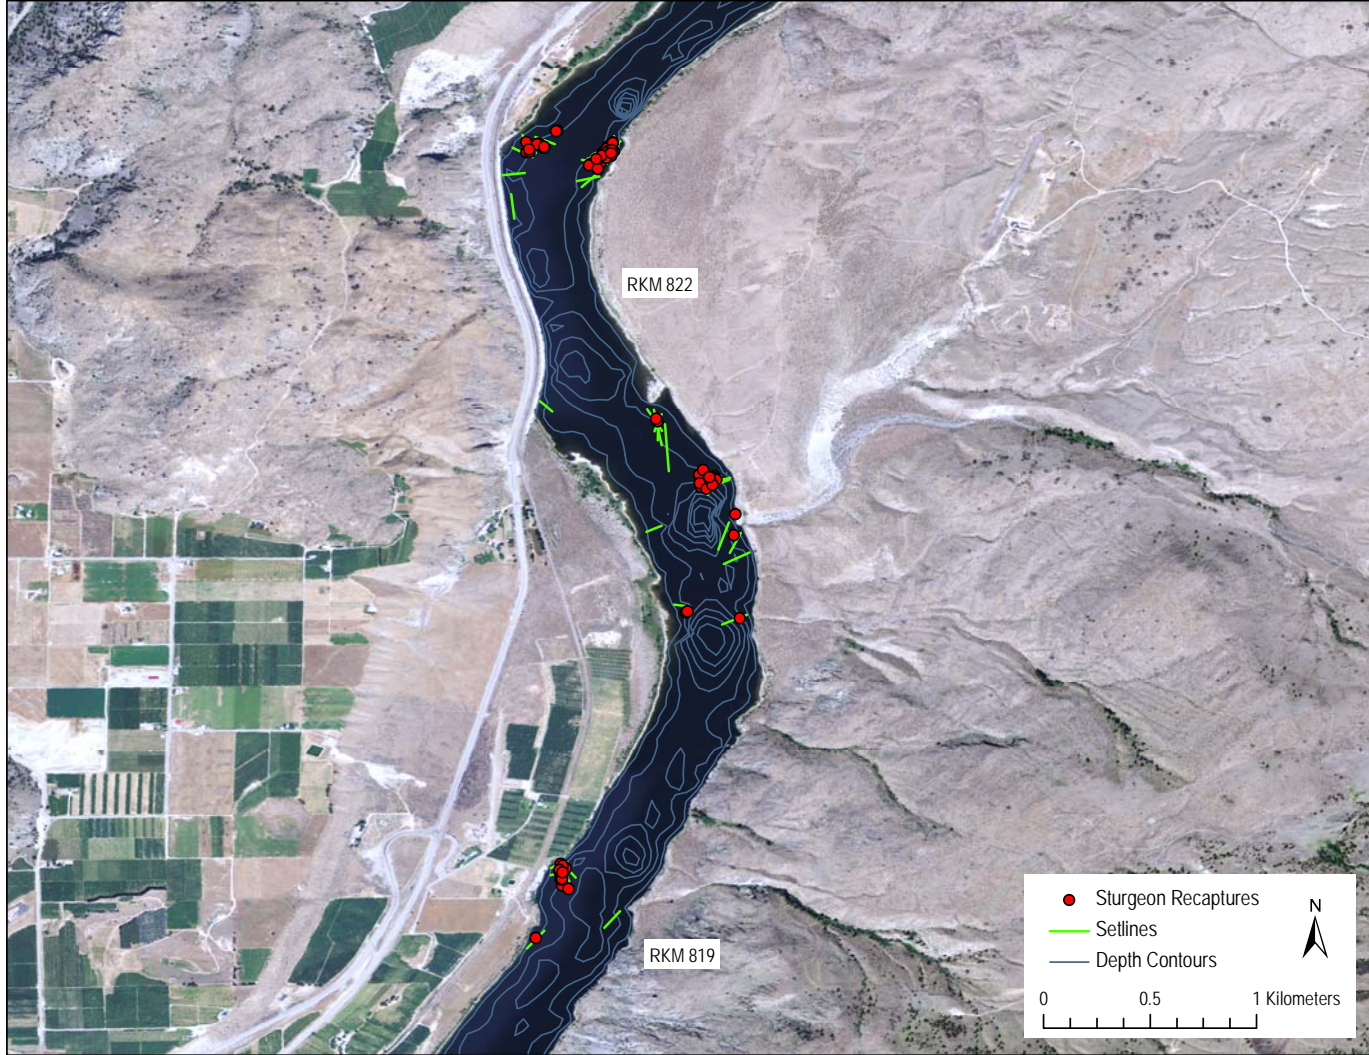 RKM 822
RKM 819
Sturgeon Recaptures
Setlines
Depth Contours
N
0 0.5 1 Kilometers